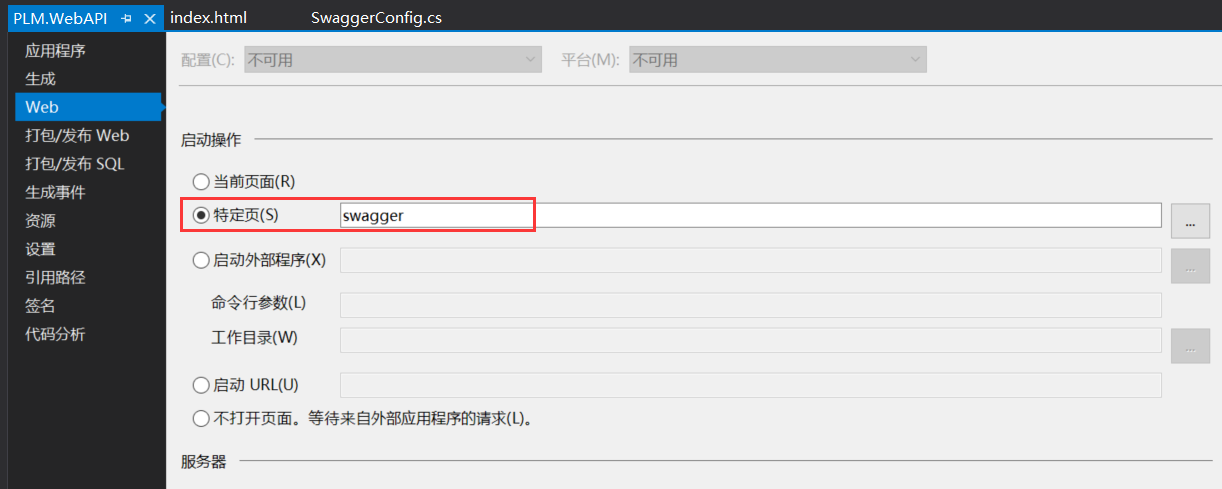 PLM.WebAPI index.html SwaggerConfig.cs
应用程序
生成
Web
打包/发布 Web
打包/发布 SQL
生成事件
资源
设置
引用路径
签名
代码分析
配置(C): 不可用 平台(M): 不可用
启动操作
当前页面(R)
特定页(S) swagger ...
启动外部程序(X) ...
命令行参数(L)
工作目录(W) ...
启动 URL(U)
不打开页面。等待来自外部应用程序的请求(L)。
服务器